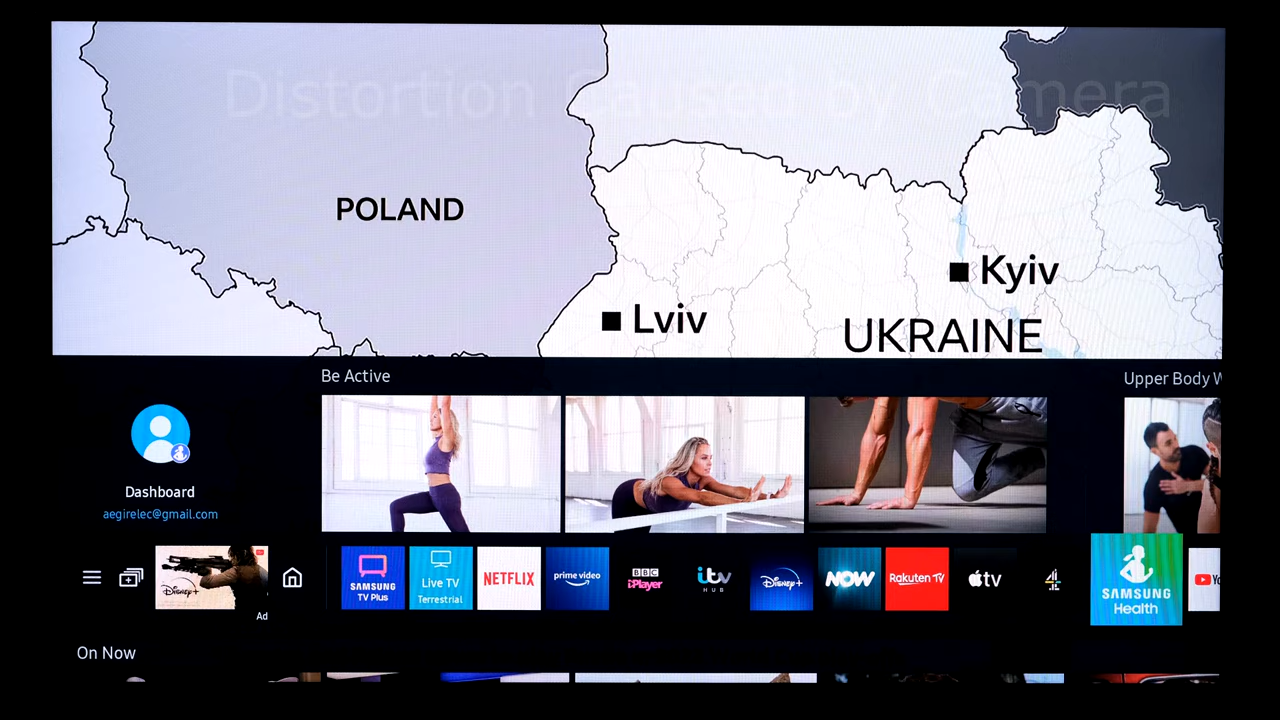 Distortion Caused by Camera
POLAND
Kyiv
Lviv
UKRAINE
Be Active
Upper Body W
Dashboard
aegirelec@gmail.com
Disney+
Ad
SAMSUNG
TV Plus
Live TV
Terrestrial
NETFLIX
prime video
BBC
iPlayer
itv
HUB
Disney+
NOW
Rakuten TV
tv
4
SAMSUNG
Health
Yo
On Now